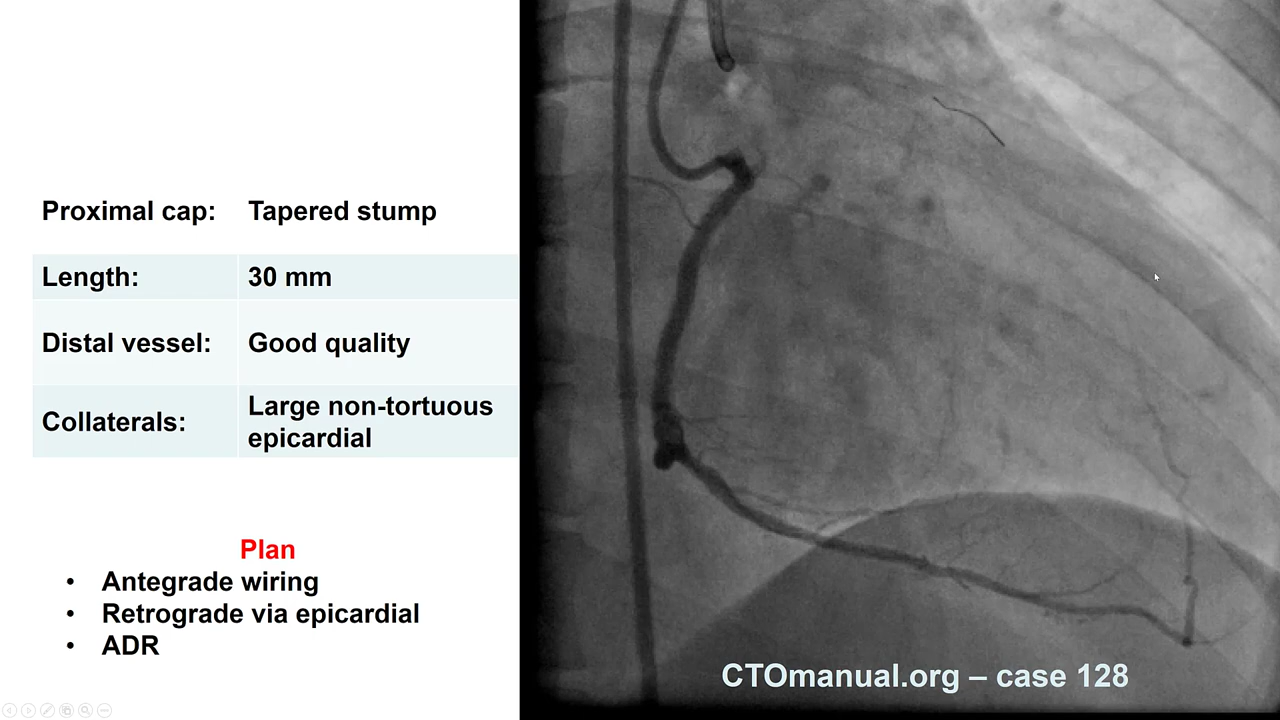 Proximal cap: Tapered stump
Length: 30 mm
Distal vessel: Good quality
Collaterals: Large non-tortuous
epicardial
Plan
• Antegrade wiring
• Retrograde via epicardial
• ADR
CTOmanual.org – case 128